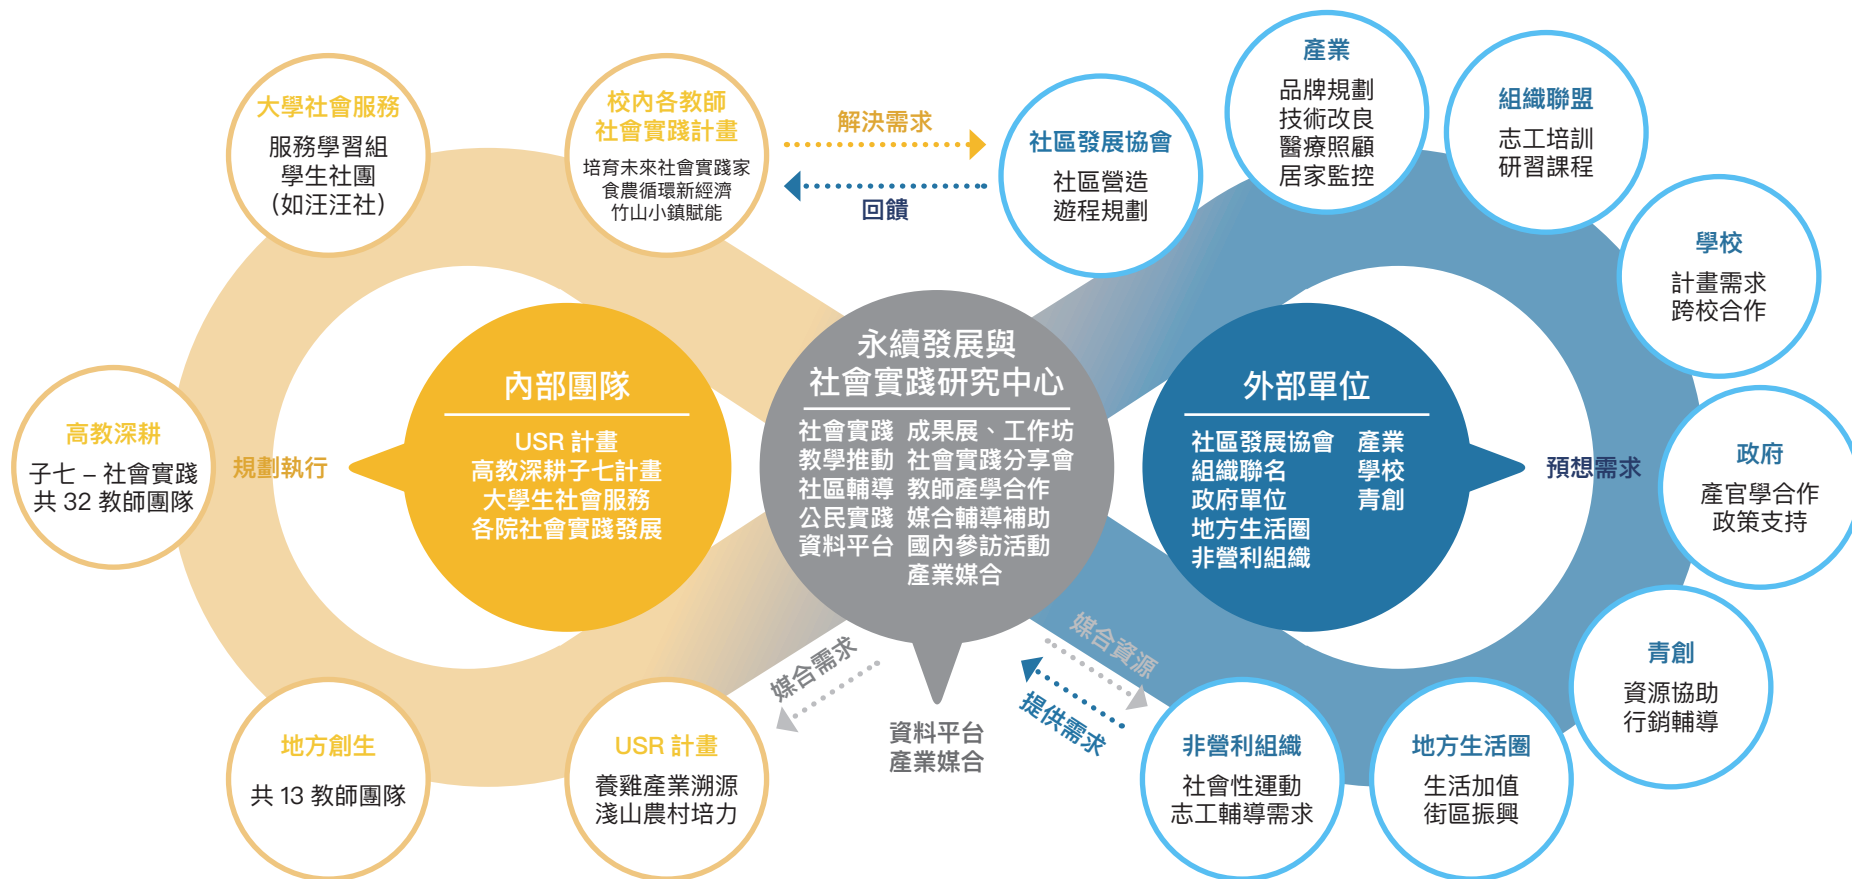 大學社會服務
服務學習組
學生社團
（如汪汪社）
校內各教師
社會實踐計畫
培育未來社會實踐家
食農循環新經濟
竹山小鎮賦能
解決需求
回饋
社區發展協會
社區營造
遊程規劃
產業
品牌規劃
技術改良
醫療照顧
居家監控
組織聯盟
志工培訓
研習課程
學校
計畫需求
跨校合作
高教深耕
子七 – 社會實踐
共 32 教師團隊
規劃執行
內部團隊
USR 計畫
高教深耕子七計畫
大學生社會服務
各院社會實踐發展
永續發展與
社會實踐研究中心
社會實踐 成果展、工作坊
教學推動 社會實踐分享會
社區輔導 教師產學合作
公民實踐 媒合輔導補助
資料平台 國內參訪活動
產業媒合
外部單位
社區發展協會 產業
組織聯名 學校
政府單位 青創
地方生活圈
非營利組織
預想需求
政府
產官學合作
政策支持
青創
資源協助
行銷輔導
媒合需求
媒合資源
提供需求
資料平台
產業媒合
地方創生
共 13 教師團隊
USR 計畫
養雞產業溯源
淺山農村培力
非營利組織
社會性運動
志工輔導需求
地方生活圈
生活加值
街區振興